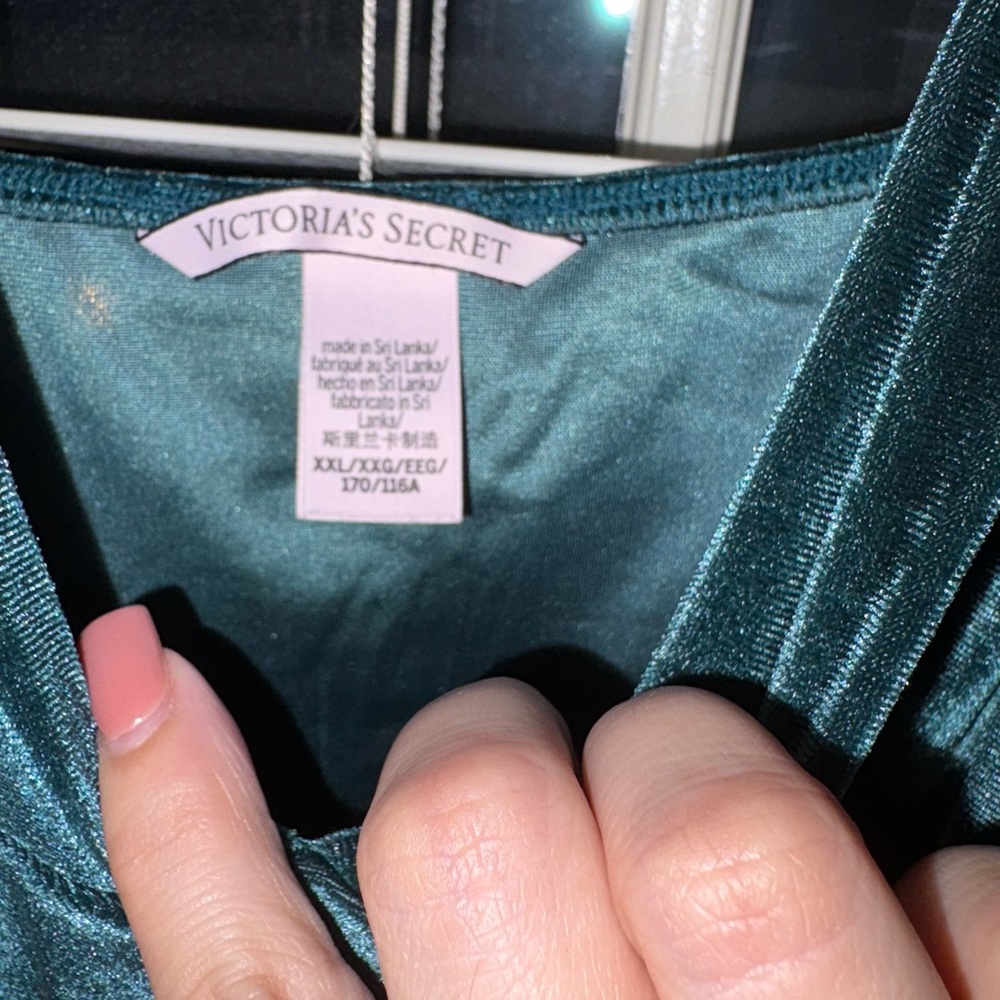 VICTORIA'S SECRET
made in Sri Lanka/
fabriqué au Sri Lanka/
hecho en Sri Lanka/
fabbricato in Sri
Lanka/
斯里兰卡制造
XXL/XXG/EEG/
170/116A